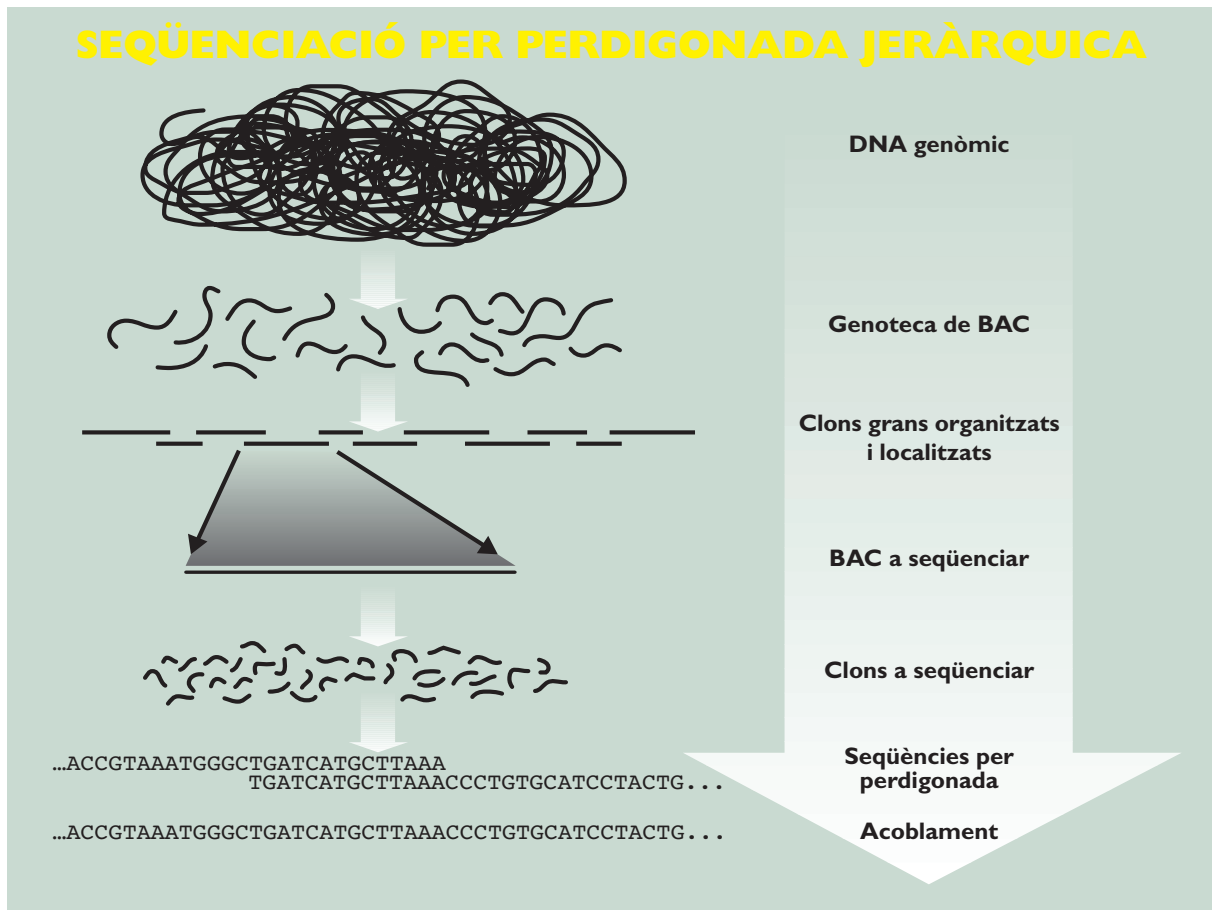 SEQÜENCIACIÓ PER PERDIGONADA JERÀRQUICA
DNA genòmic
Genoteca de BAC
Clons grans organitzats
i localitzats
BAC a seqüenciar
Clons a seqüenciar
…ACCGTAAATGGGCTGATCATGCTTAAA
TGATCATGCTTAAACCCTGTGCATCCTACTG...
Seqüències per
perdigonada
…ACCGTAAATGGGCTGATCATGCTTAAACCCTGTGCATCCTACTG...
Acoblament